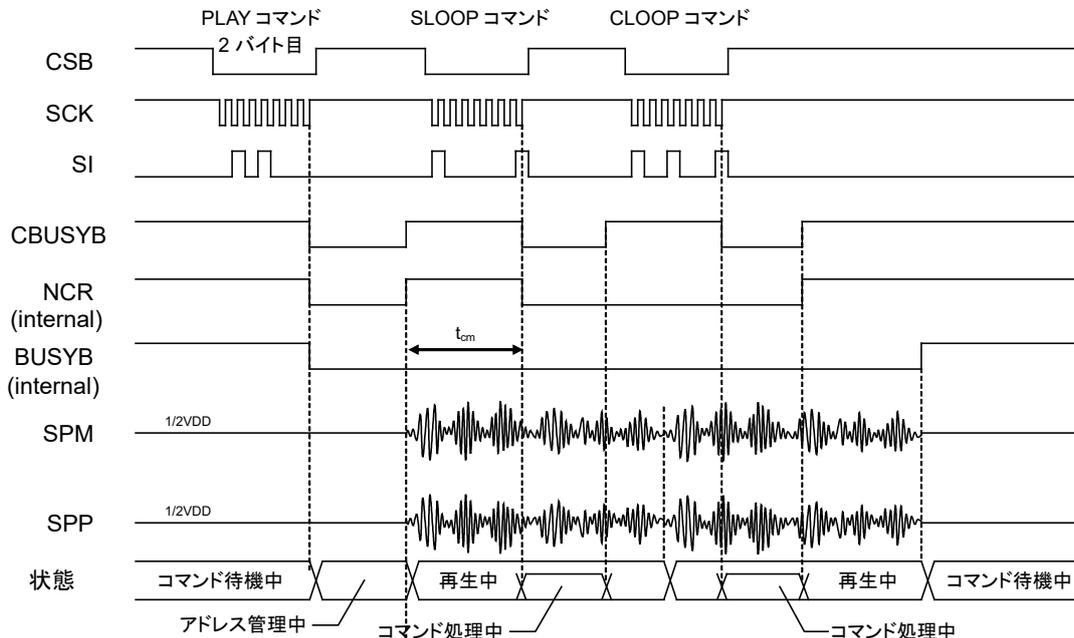 PLAY コマンド
2 バイト目
SLOOP コマンド
CLOOP コマンド
CSB
SCK
SI
CBUSYB
NCR
(internal)
tcm
BUSYB
(internal)
1/2VDD
SPM
1/2VDD
SPP
状態
コマンド待機中
再生中
再生中
コマンド待機中
アドレス管理中
コマンド処理中
コマンド処理中